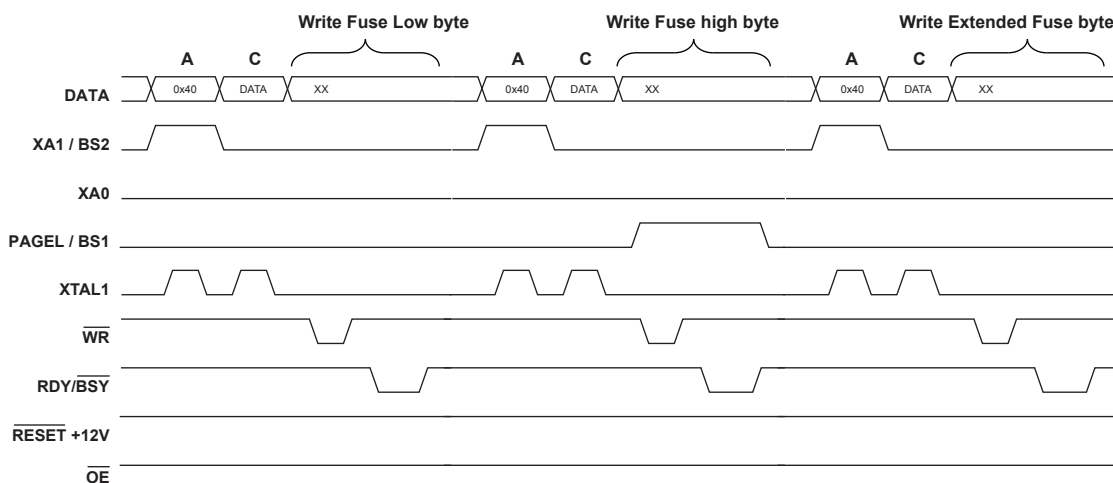 Write Fuse Low byte Write Fuse high byte Write Extended Fuse byte
A C A C A C
DATA 0x40 DATA XX 0x40 DATA XX 0x40 DATA XX
XA1 / BS2
XA0
PAGEL / BS1
XTAL1
WR
RDY/BSY
RESET +12V
OE